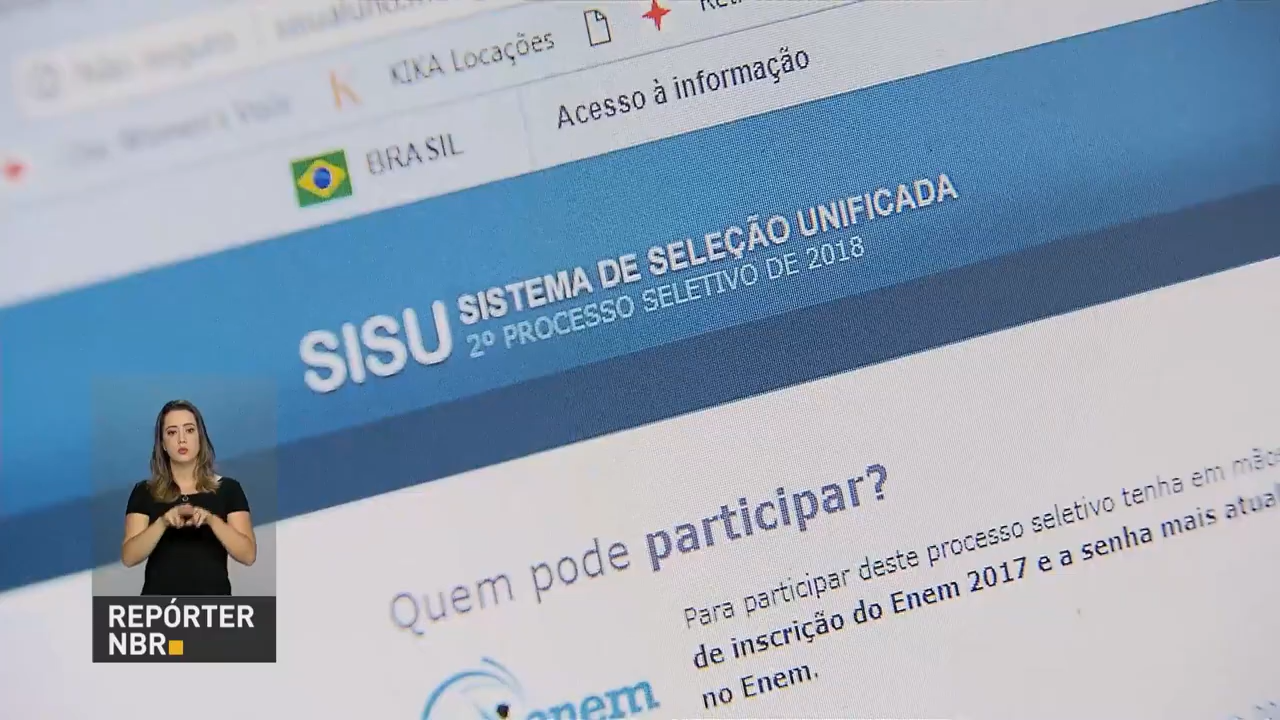 Não seguro
KIKA Locações
BRASIL
Acesso à informação
SISU SISTEMA DE SELEÇÃO UNIFICADA
2º PROCESSO SELETIVO DE 2018
Quem pode participar?
Para participar deste processo seletivo tenha em mãos
de inscrição do Enem 2017 e a senha mais atual
no Enem.
enem
REPÓRTER
NBR